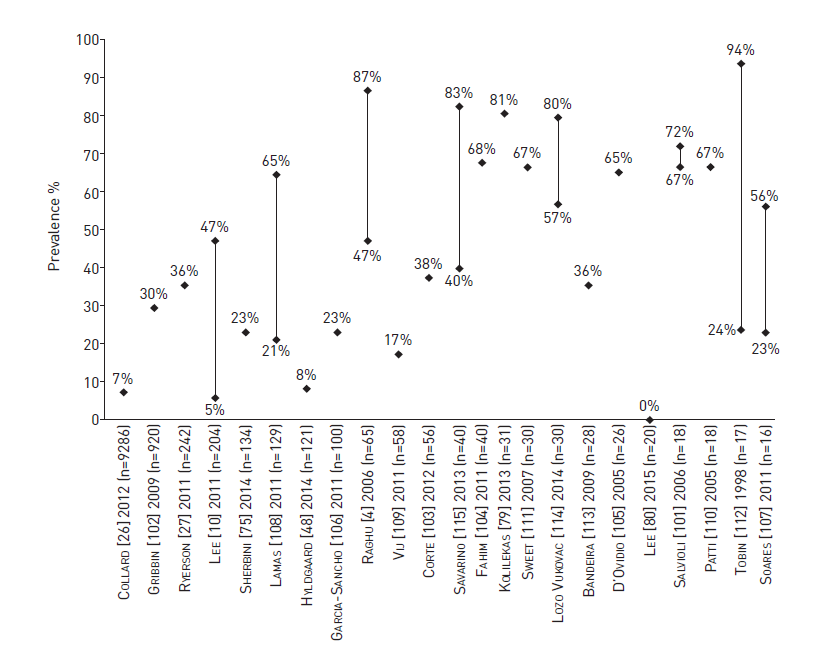 100
94%
90
87%
83%
81%
80%
80
72%
70
68%
67%
67%
65%
65%
67%
60
Prevalence %
57%
56%
50
47%
47%
40
38%
40%
36%
36%
30
30%
23%
23%
24%
20
21%
17%
23%
10
7%
8%
5%
0%
0
COLLARD [26] 2012 (n=9286)
GRIBBIN [102] 2009 (n=920)
RYERSON [27] 2011 (n=242)
LEE [10] 2011 (n=204)
SHERBINI [75] 2014 (n=134)
LAMAS [108] 2011 (n=129)
HYLDGAARD [48] 2014 (n=121)
GARCIA-SANCHO [106] 2011 (n=100)
RAGHU [4] 2006 (n=65)
VIJ [109] 2011 (n=58)
CORTE [103] 2012 (n=56)
SAVARINO [115] 2013 (n=40)
FAHIM [104] 2011 (n=40)
KOLILEKAS [79] 2013 (n=31)
SWEET [111] 2007 (n=30)
LOZO VUKOVAC [114] 2014 (n=30)
BANDEIRA [113] 2009 (n=28)
D'OVIDIO [105] 2005 (n=26)
LEE [80] 2015 (n=20)
SALVIOLI [101] 2006 (n=18)
PATTI [110] 2005 (n=18)
TOBIN [112] 1998 (n=17)
SOARES [107] 2011 (n=16)